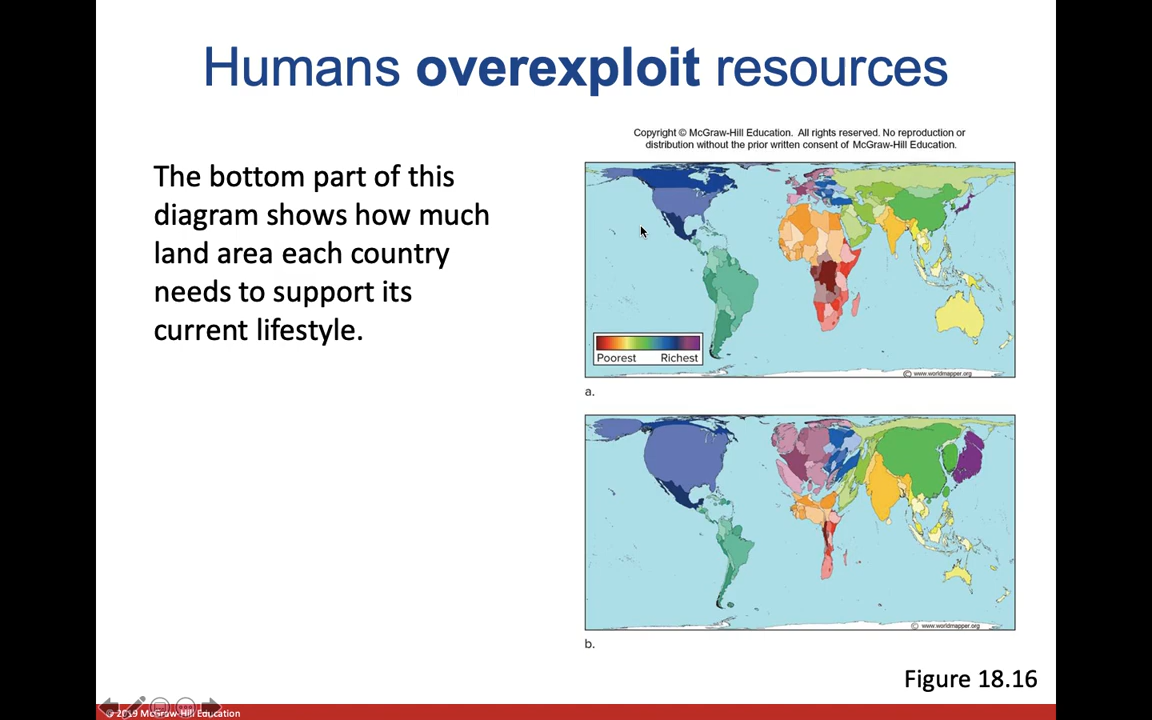 Humans overexploit resources
Copyright © McGraw-Hill Education. All rights reserved. No reproduction or
distribution without the prior written consent of McGraw-Hill Education.
The bottom part of this
diagram shows how much
land area each country
needs to support its
current lifestyle.
Poorest Richest
© www.worldmapper.org
a.
© www.worldmapper.org
b.
Figure 18.16
© 2019 McGraw-Hill Education